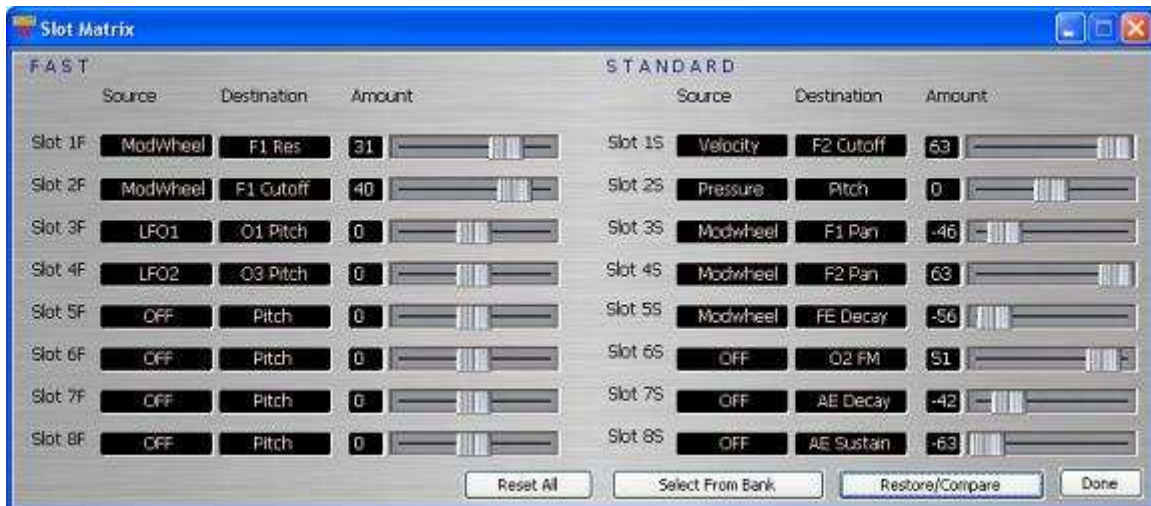 Slot Matrix
FAST
Source Destination Amount
Slot 1F ModWheel F1 Res 31
Slot 2F ModWheel F1 Cutoff 40
Slot 3F LFO1 O1 Pitch 0
Slot 4F LFO2 O3 Pitch 0
Slot 5F OFF Pitch 0
Slot 6F OFF Pitch 0
Slot 7F OFF Pitch 0
Slot 8F OFF Pitch 0
STANDARD
Source Destination Amount
Slot 1S Velocity F2 Cutoff 63
Slot 2S Pressure Pitch 0
Slot 3S Modwheel F1 Pan -46
Slot 4S Modwheel F2 Pan 63
Slot 5S Modwheel FE Decay -56
Slot 6S OFF O2 FM 51
Slot 7S OFF AE Decay -42
Slot 8S OFF AE Sustain -63
Reset All Select From Bank Restore/Compare Done